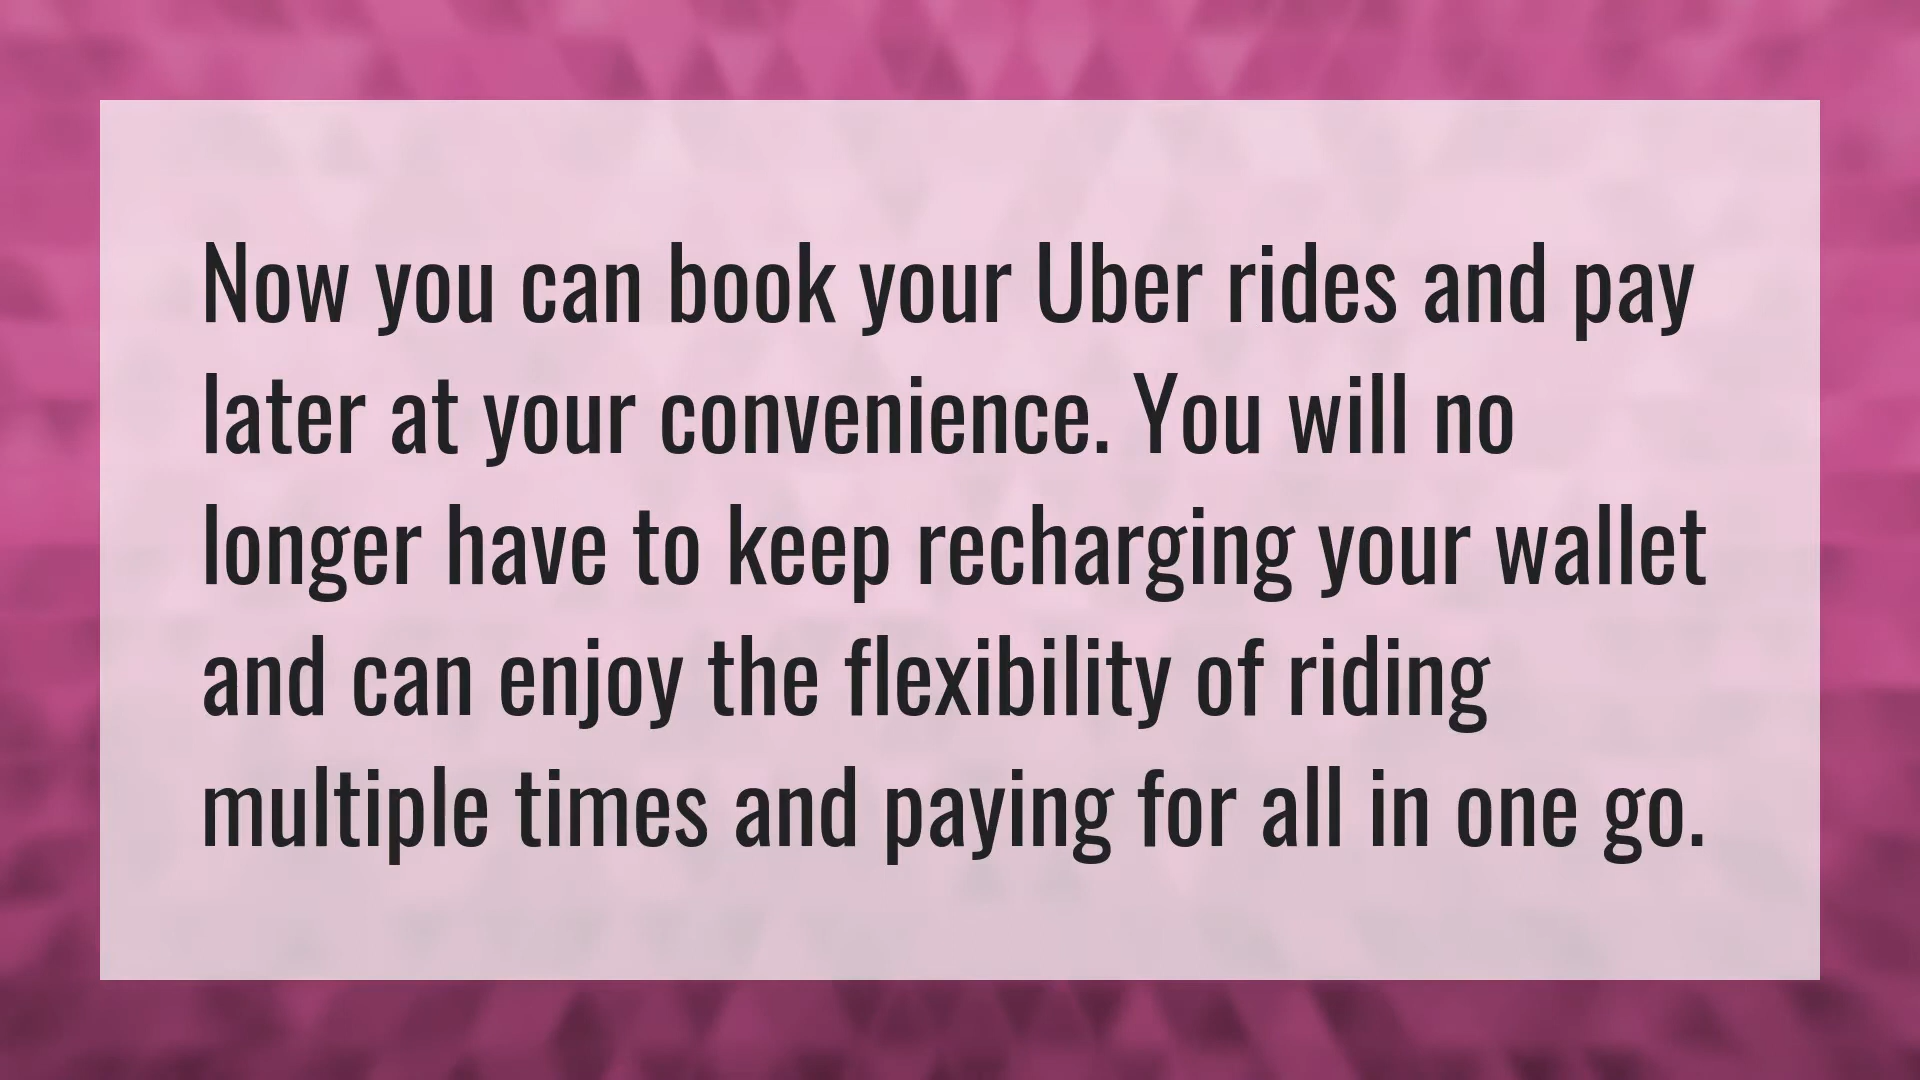 Now you can book your Uber rides and pay
later at your convenience. You will no
longer have to keep recharging your wallet
and can enjoy the flexibility of riding
multiple times and paying for all in one go.